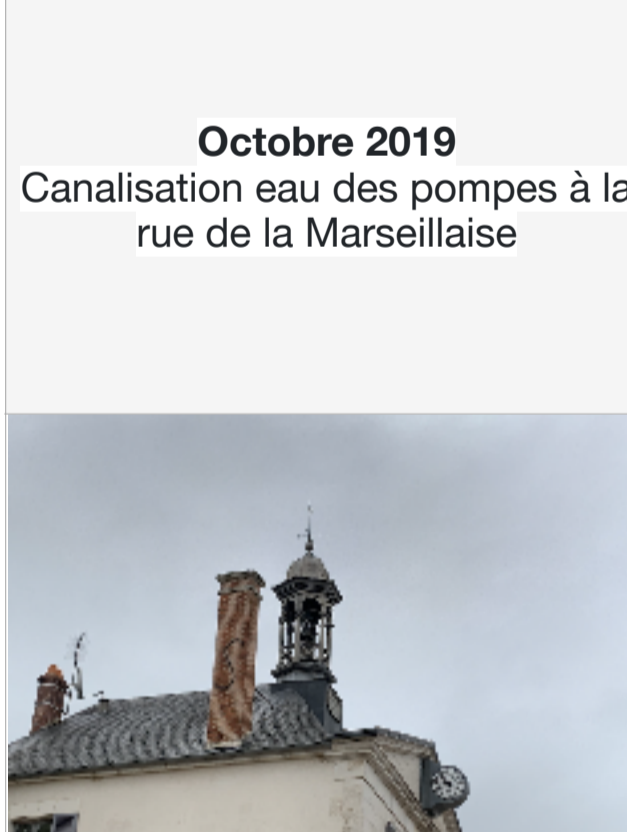 Octobre 2019
Canalisation eau des pompes à la
rue de la Marseillaise